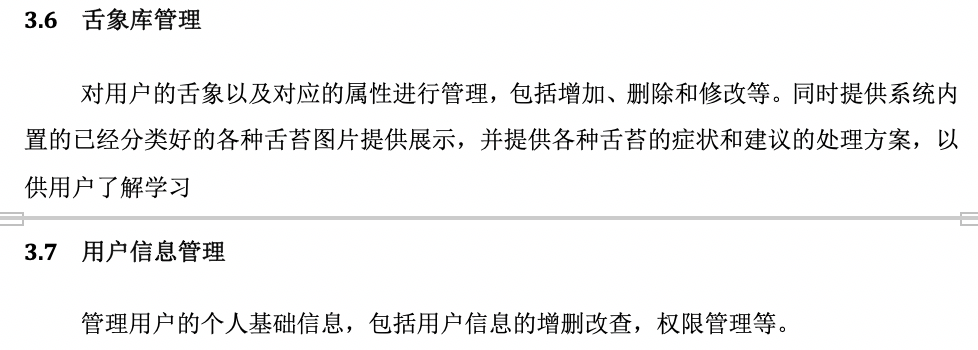 3.6 舌象库管理
对用户的舌象以及对应的属性进行管理，包括增加、删除和修改等。同时提供系统内
置的已经分类好的各种舌苔图片提供展示，并提供各种舌苔的症状和建议的处理方案，以
供用户了解学习
3.7 用户信息管理
管理用户的个人基础信息，包括用户信息的增删改查，权限管理等。